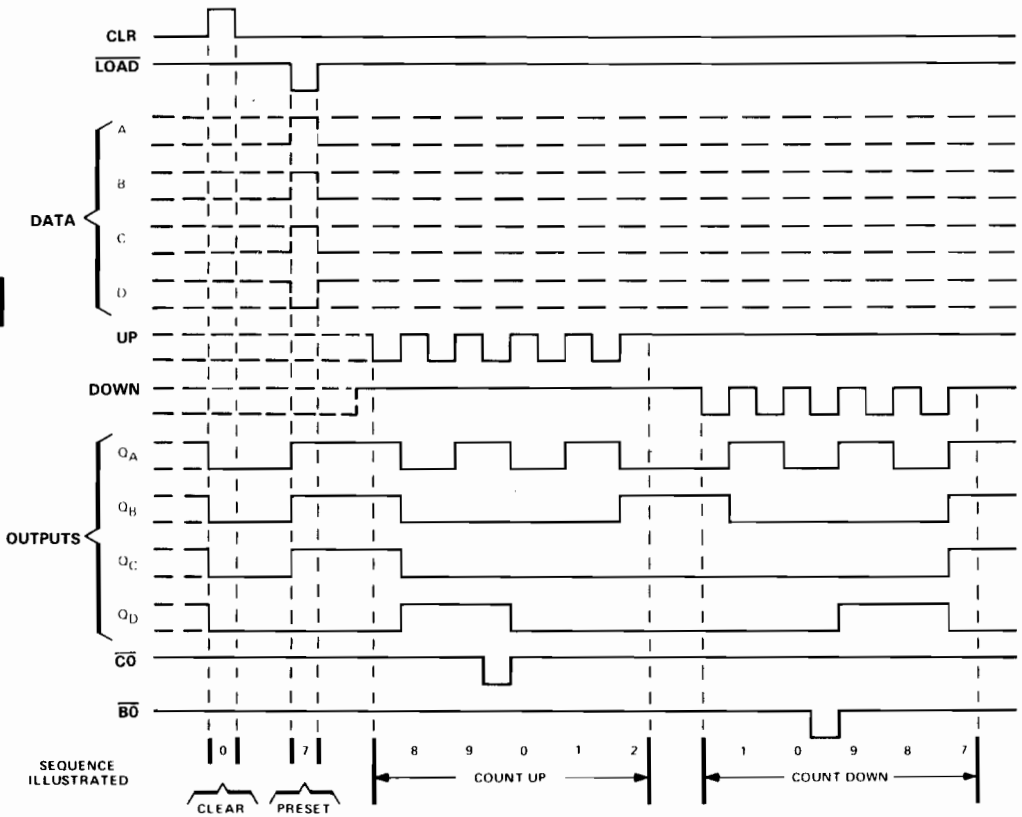 CLR
LOAD
A
B
DATA
C
D
UP
DOWN
QA
QB
OUTPUTS
QC
QD
CO
BO
SEQUENCE ILLUSTRATED
0 7 8 9 0 1 2 1 0 9 8 7
COUNT UP COUNT DOWN
CLEAR PRESET